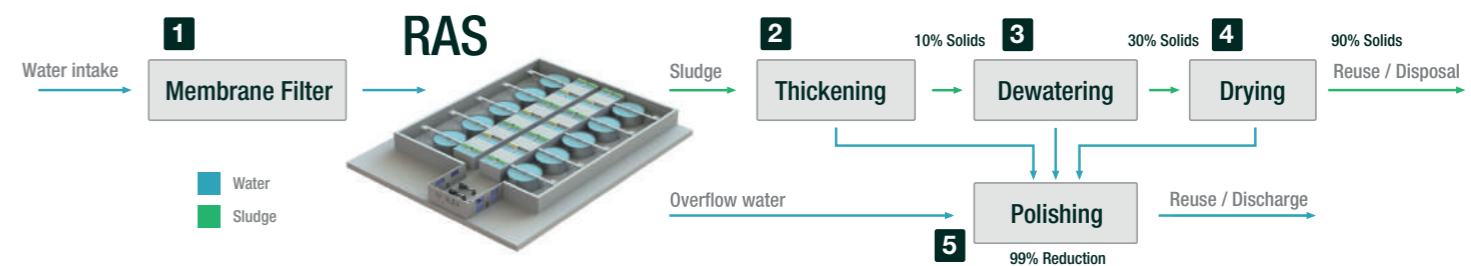 1
RAS
Water intake
Membrane Filter
Water
Sludge
Sludge
2
Thickening
10% Solids
3
Dewatering
30% Solids
4
Drying
90% Solids
Reuse / Disposal
Overflow water
5
Polishing
99% Reduction
Reuse / Discharge